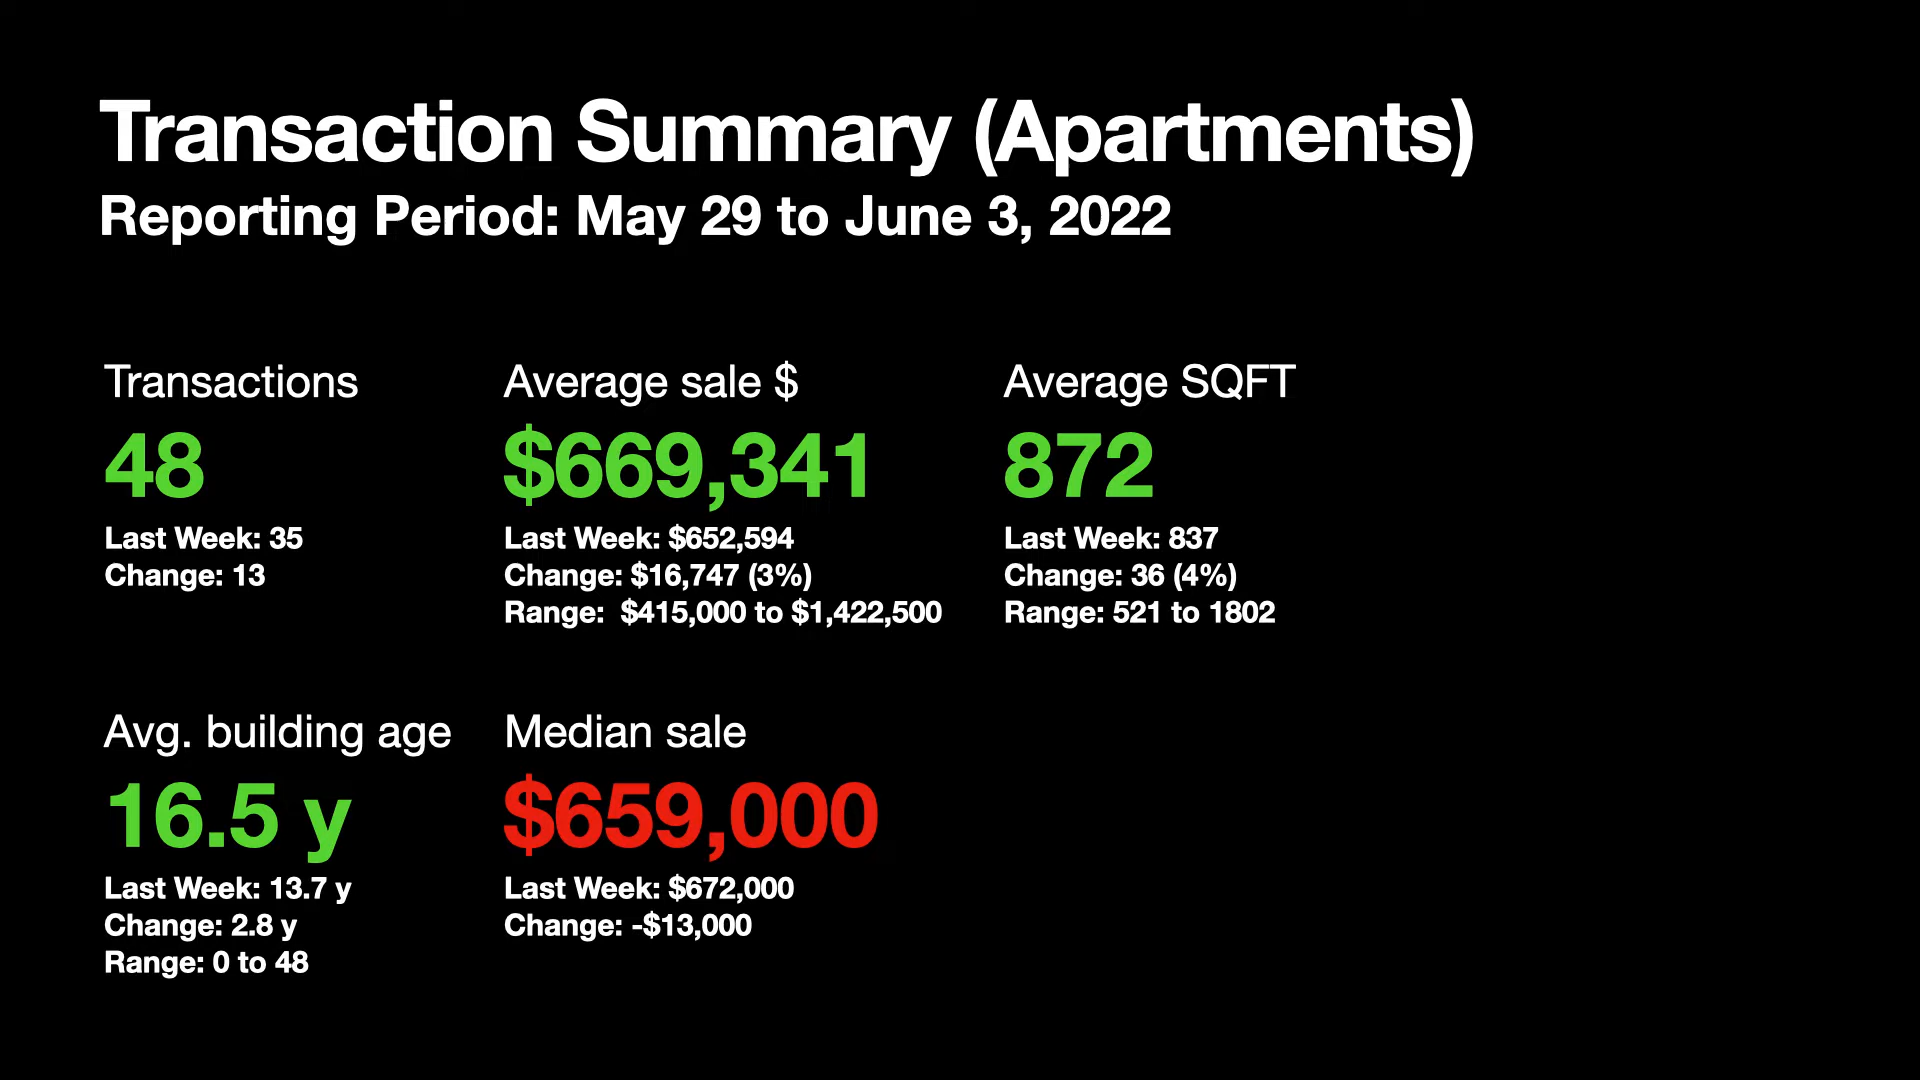 Transaction Summary (Apartments)
Reporting Period: May 29 to June 3, 2022
Transactions
48
Last Week: 35
Change: 13
Average sale $
$669,341
Last Week: $652,594
Change: $16,747 (3%)
Range:  $415,000 to $1,422,500
Average SQFT
872
Last Week: 837
Change: 36 (4%)
Range: 521 to 1802
Avg. building age
16.5 y
Last Week: 13.7 y
Change: 2.8 y
Range: 0 to 48
Median sale
$659,000
Last Week: $672,000
Change: -$13,000